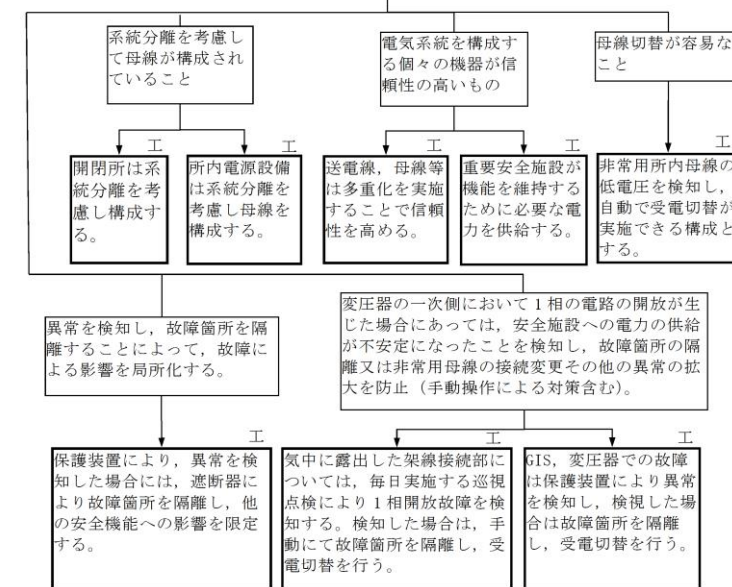 系統分離を考慮し
て母線が構成され
ていること
電気系統を構成す
る個々の機器が信
頼性の高いもの
母線切替が容易な
こと
工
開閉所は系
統分離を考
慮し構成す
る。
工
所内電源設備
は系統分離を
考慮し母線を
構成する。
工
送電線，母線等
は多重化を実施
することで信頼
性を高める。
工
重要安全施設が
機能を維持する
ために必要な電
力を供給する。
工
非常用所内母線の
低電圧を検知し，
自動で受電切替が
実施できる構成と
する。
異常を検知し，故障箇所を隔
離することによって，故障に
よる影響を局所化する。
変圧器の一次側において１相の電路の開放が生
じた場合にあっては，安全施設への電力の供給
が不安定になったことを検知し，故障箇所の隔
離又は非常用母線の接続変更その他の異常の拡
大を防止（手動操作による対策含む）。
工
保護装置により，異常を検
知した場合には，遮断器に
より故障箇所を隔離し，他
の安全機能への影響を限定
する。
工
気中に露出した架線接続部に
ついては，毎日実施する巡視
点検により１相開放故障を検
知する。検知した場合は，手
動にて故障箇所を隔離し，受
電切替を行う。
工
GIS，変圧器での故障
は保護装置により異常
を検知し，検視した場
合は故障箇所を隔離
し，受電切替を行う。